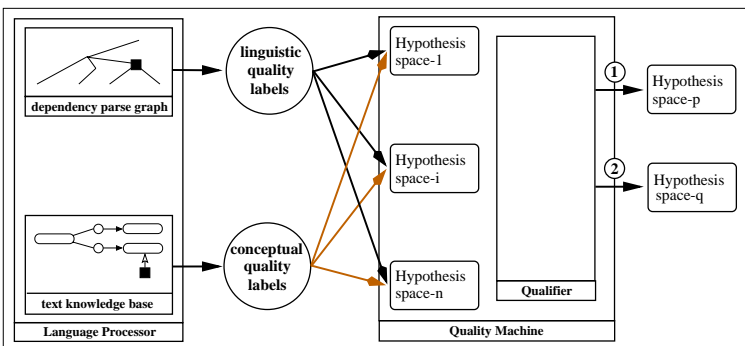 dependency parse graph
text knowledge base
Language Processor
linguistic
quality
labels
conceptual
quality
labels
Hypothesis
space-1
Hypothesis
space-i
Hypothesis
space-n
Qualifier
Quality Machine
1
2
Hypothesis
space-p
Hypothesis
space-q